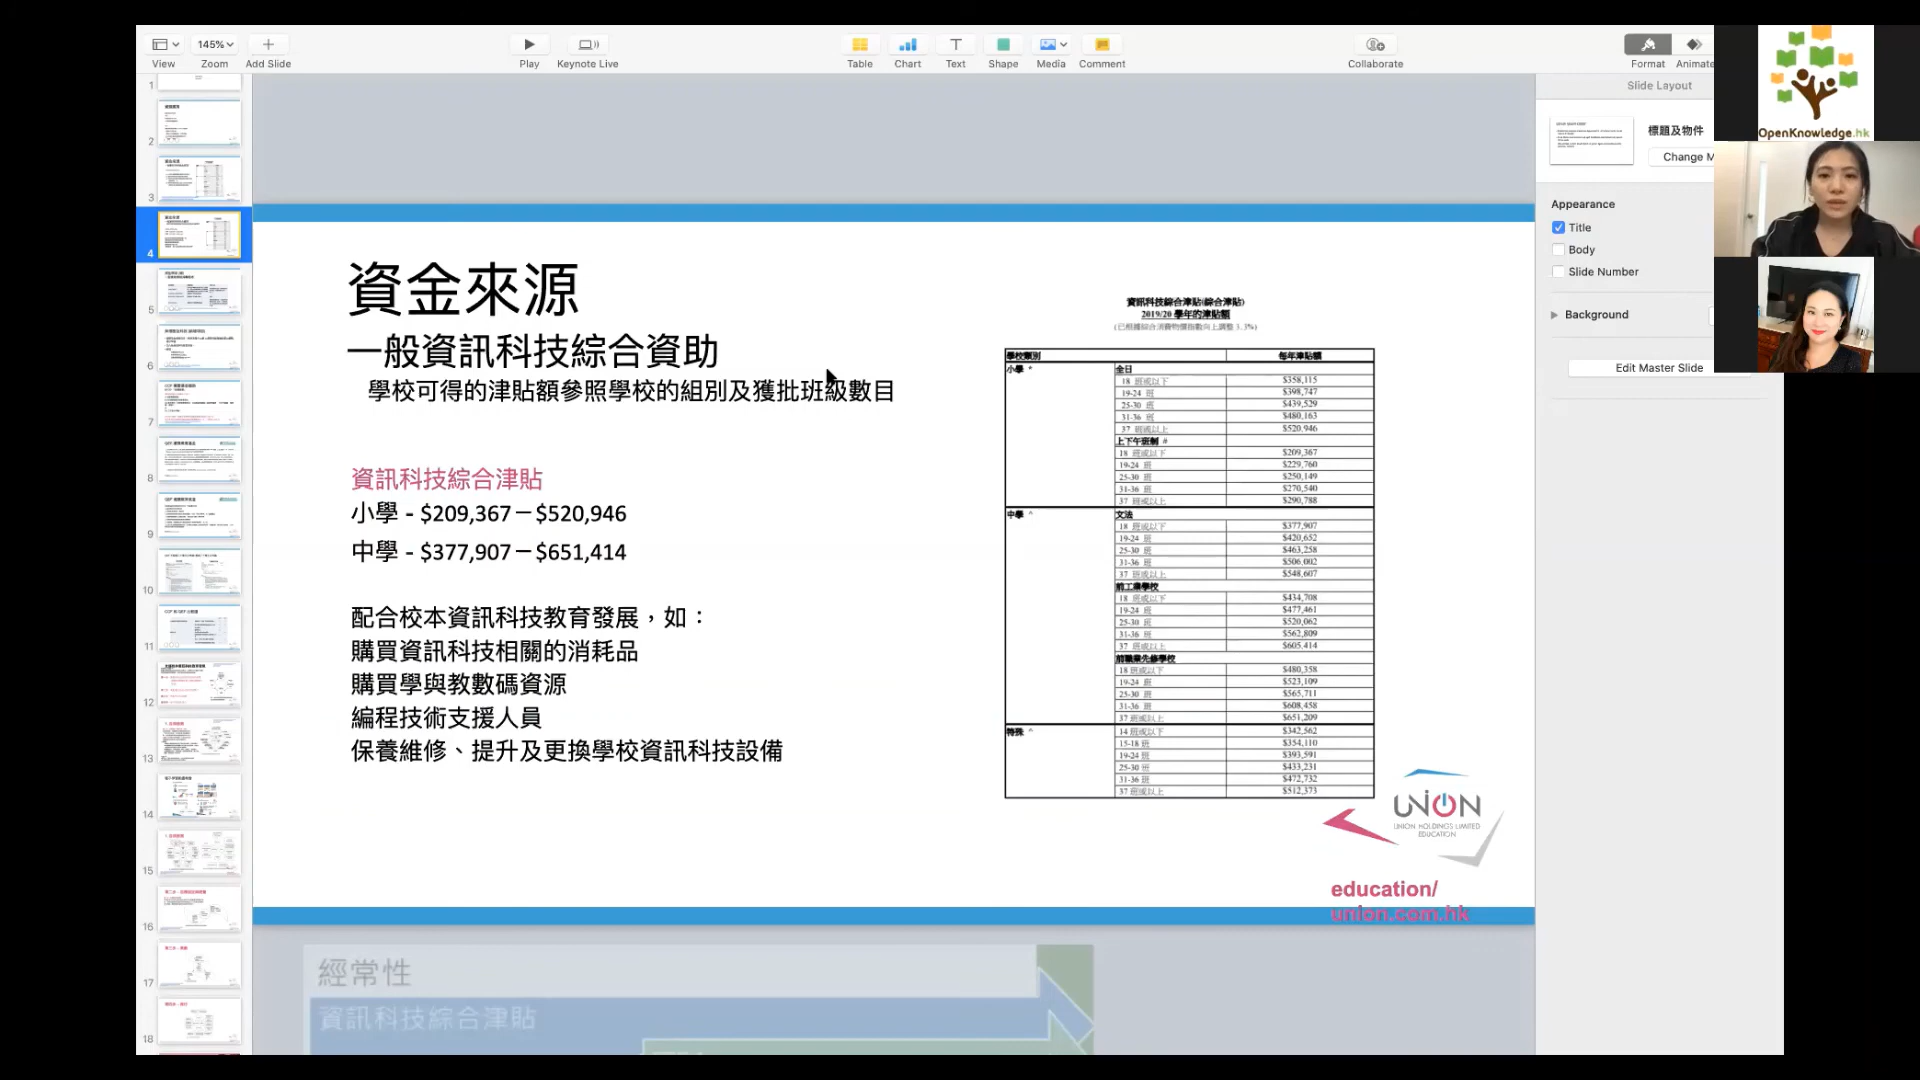 145%
View
Zoom
Add Slide
Play
Keynote Live
Table
Chart
Text
Shape
Media
Comment
Collaborate
Format
Animate
Slide Layout
標題及物件
Change M
Appearance
Title
Body
Slide Number
Background
Edit Master Slide
OpenKnowledge.hk
1
2
3
4
5
6
7
8
9
10
11
12
13
14
15
16
17
18
資金來源
一般資訊科技綜合資助
學校可得的津貼額參照學校的組別及獲批班級數目
資訊科技綜合津貼
小學 - $209,367－$520,946
中學 - $377,907－$651,414
配合校本資訊科技教育發展，如：
購買資訊科技相關的消耗品
購買學與教數碼資源
編程技術支援人員
保養維修、提升及更換學校資訊科技設備
資訊科技綜合津貼(綜合津貼)
2019/20 學年的津貼額
(已根據綜合消費物價指數向上調整 3.3%)
學校類別 每年津貼額
小學 * 全日
18 班或以下 $358,115
19-24 班 $398,747
25-30 班 $439,529
31-36 班 $480,163
37 班或以上 $520,946
上下午班制 #
18 班或以下 $209,367
19-24 班 $229,760
25-30 班 $250,149
31-36 班 $270,540
37 班或以上 $290,788
中學 ^ 文法
18 班或以下 $377,907
19-24 班 $420,652
25-30 班 $463,258
31-36 班 $506,002
37 班或以上 $548,607
前工業學校
18 班或以下 $434,708
19-24 班 $477,461
25-30 班 $520,062
31-36 班 $562,809
37 班或以上 $605,414
前職業先修學校
18 班或以下 $480,358
19-24 班 $523,109
25-30 班 $565,711
31-36 班 $608,458
37 班或以上 $651,209
特殊 ^ 14 班或以下 $342,562
15-18 班 $354,110
19-24 班 $393,591
25-30 班 $433,231
31-36 班 $472,732
37 班或以上 $512,373
UNION
UNION HOLDINGS LIMITED
EDUCATION
education/
union.com.hk
經常性
資訊科技綜合津貼